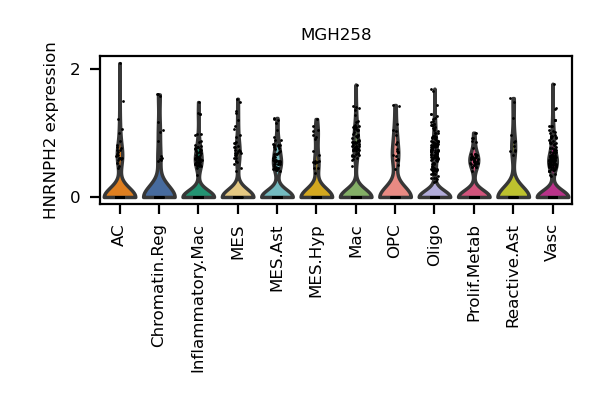 MGH258
HNRNPH2 expression
2
0
AC
Chromatin.Reg
Inflammatory.Mac
MES
MES.Ast
MES.Hyp
Mac
OPC
Oligo
Prolif.Metab
Reactive.Ast
Vasc